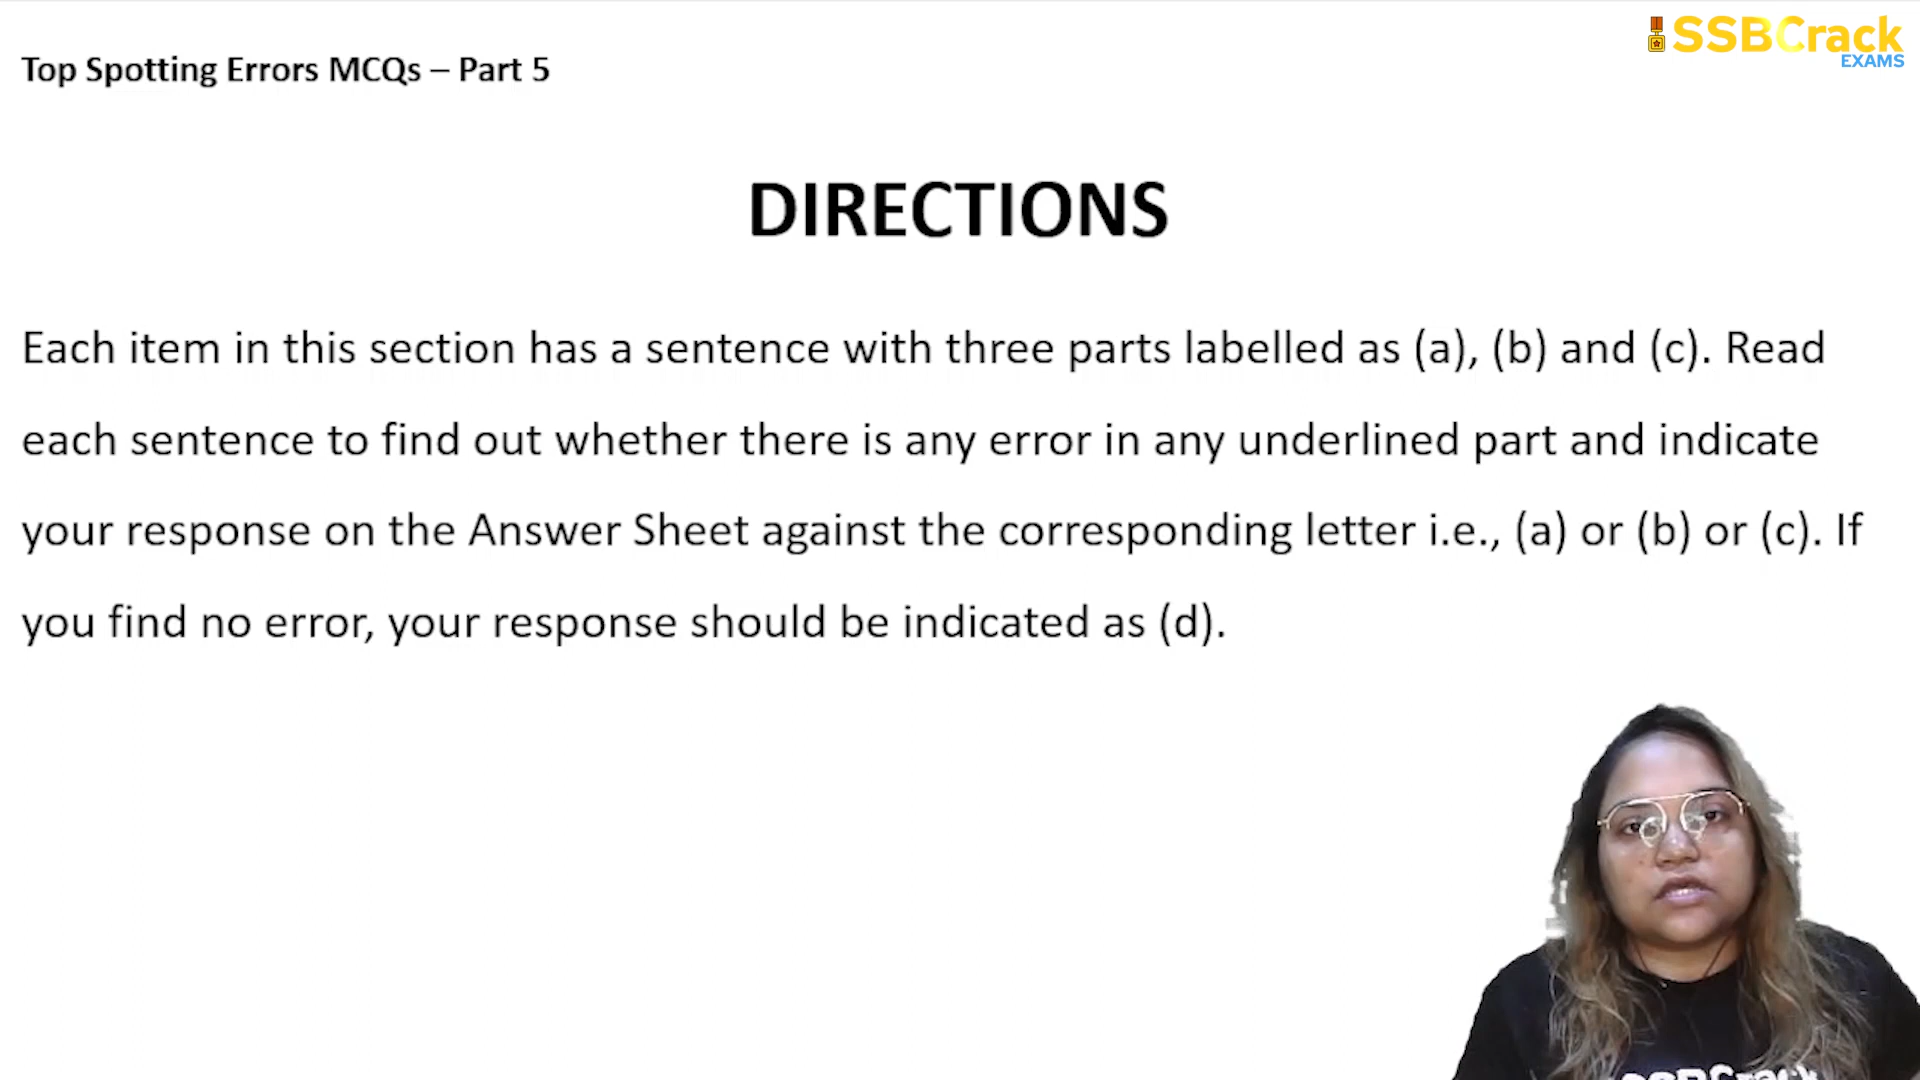 SSBCrack
EXAMS
Top Spotting Errors MCQs – Part 5
DIRECTIONS
Each item in this section has a sentence with three parts labelled as (a), (b) and (c). Read
each sentence to find out whether there is any error in any underlined part and indicate
your response on the Answer Sheet against the corresponding letter i.e., (a) or (b) or (c). If
you find no error, your response should be indicated as (d).
SSBCrack